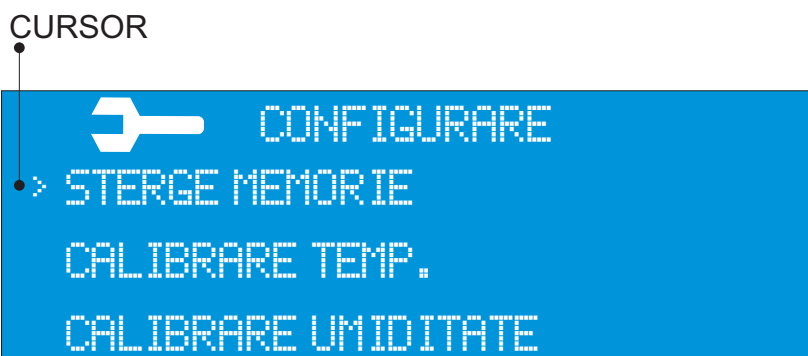 CURSOR
CONFIGURARE
> STERGE MEMORIE
CALIBRARE TEMP.
CALIBRARE UMIDITATE